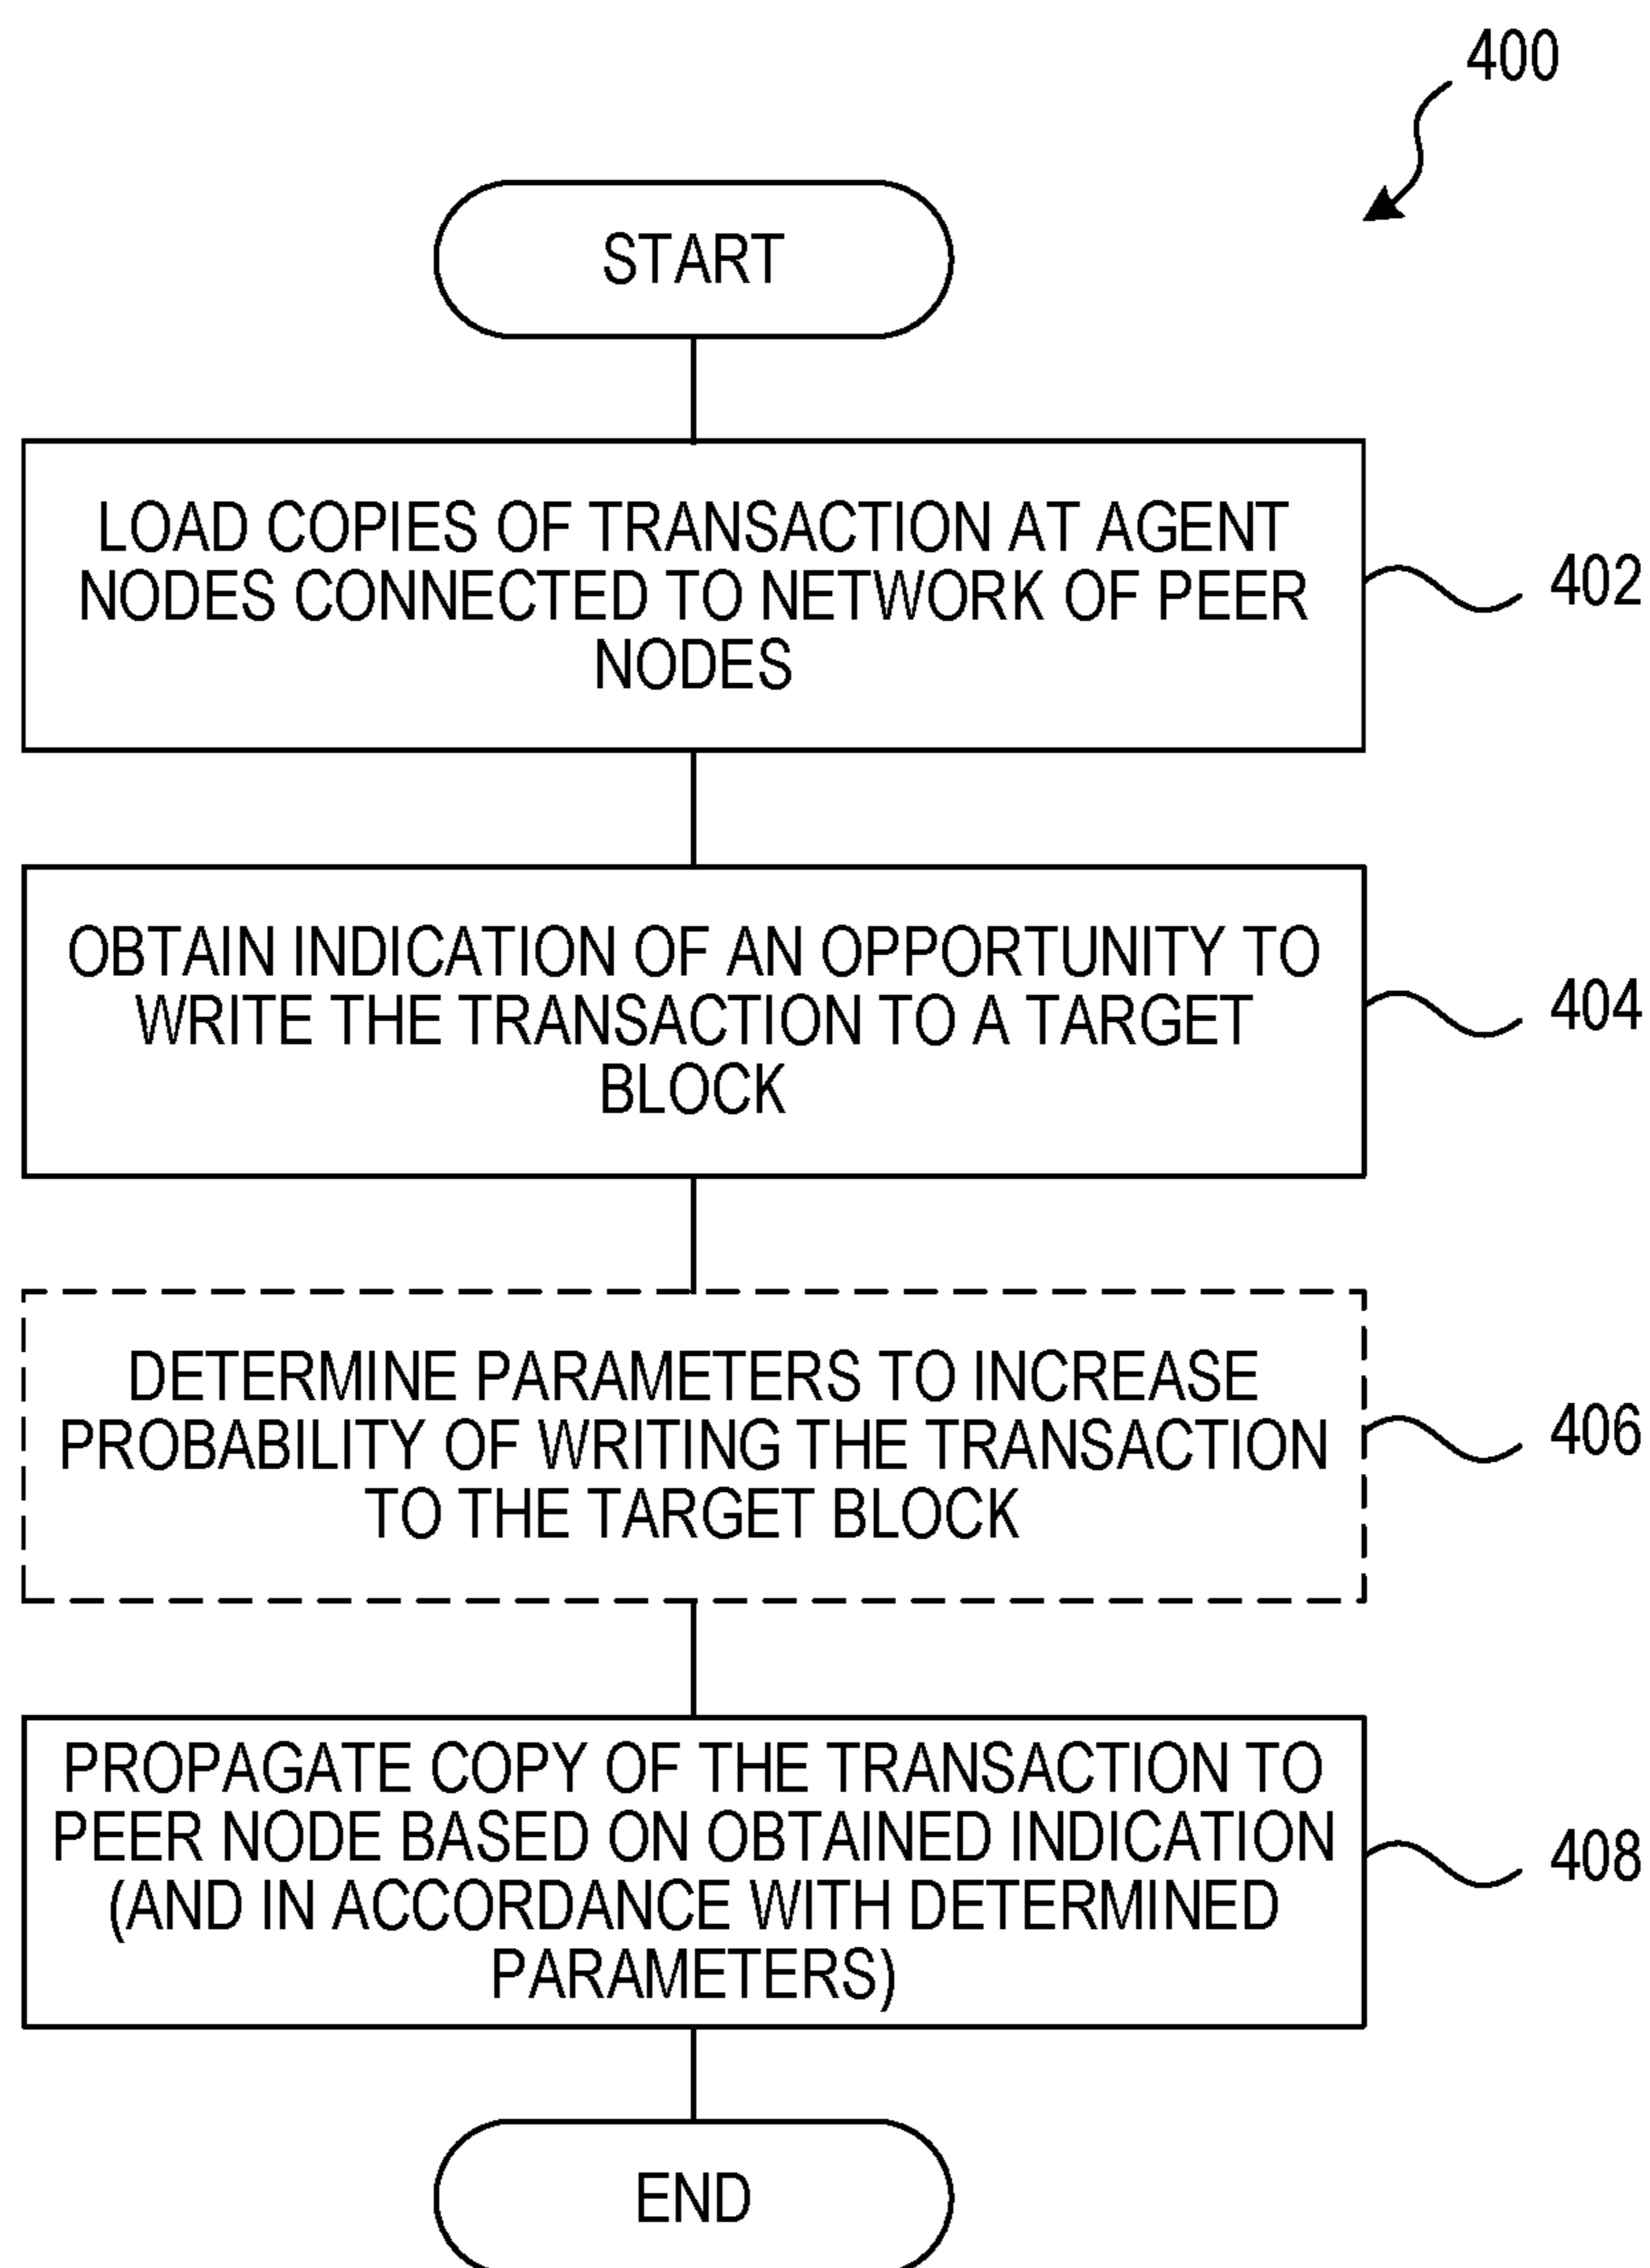 400
START
LOAD COPIES OF TRANSACTION AT AGENT
NODES CONNECTED TO NETWORK OF PEER
NODES
402
OBTAIN INDICATION OF AN OPPORTUNITY TO
WRITE THE TRANSACTION TO A TARGET
BLOCK
404
DETERMINE PARAMETERS TO INCREASE
PROBABILITY OF WRITING THE TRANSACTION
TO THE TARGET BLOCK
406
PROPAGATE COPY OF THE TRANSACTION TO
PEER NODE BASED ON OBTAINED INDICATION
(AND IN ACCORDANCE WITH DETERMINED
PARAMETERS)
408
END